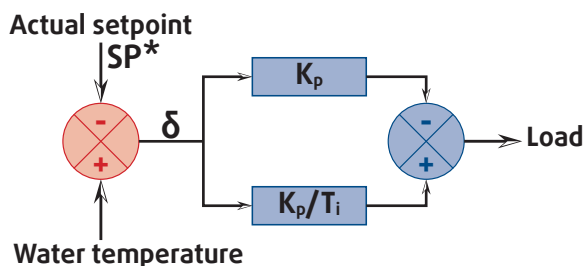 Actual setpoint
SP*
Kp
-
-
δ
Load
+
+
Kp/Ti
Water temperature